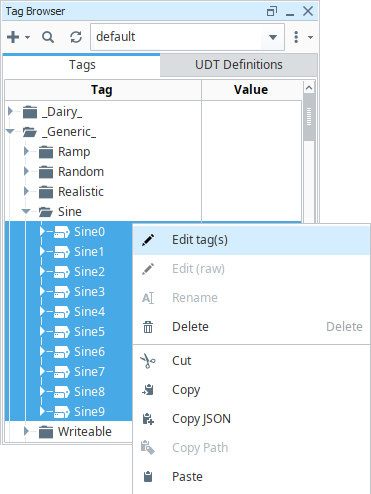 Tag Browser
default
Tags UDT Definitions
Tag Value
_Dairy_
_Generic_
Ramp
Random
Realistic
Sine
Sine0
Sine1
Sine2
Sine3
Sine4
Sine5
Sine6
Sine7
Sine8
Sine9
Writeable
Edit tag(s)
Edit (raw)
Rename
Delete Delete
Cut
Copy
Copy JSON
Copy Path
Paste